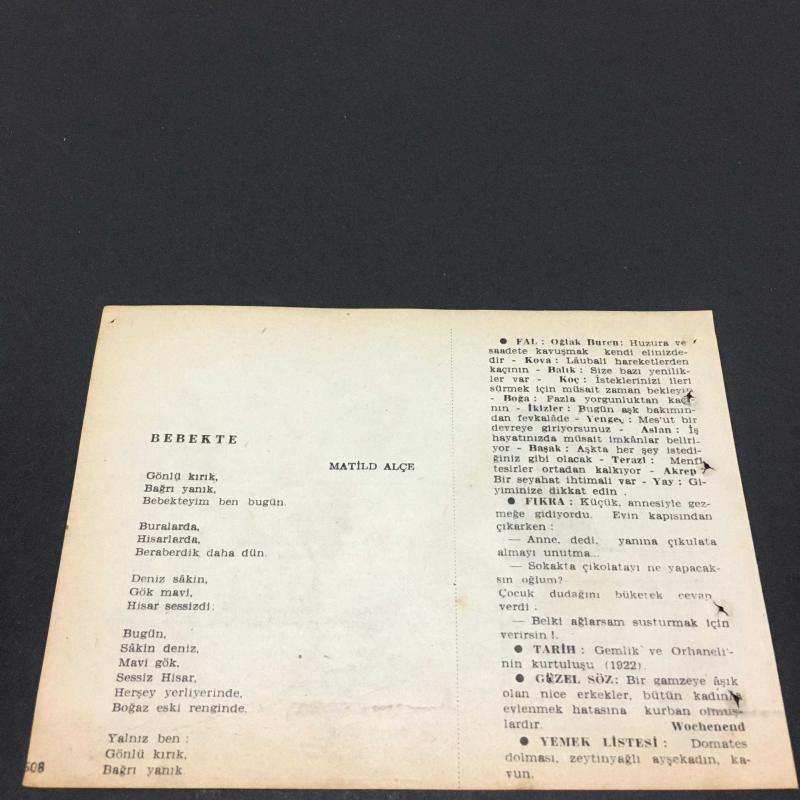 BEBEKTE
MATİLD ALÇE
Gönlü kırık,
Bağrı yanık,
Bebekteyim ben bugün.
Buralarda,
Hisarlarda,
Beraberdik daha dün.
Deniz sâkin,
Gök mavi,
Hisar sessizdi.
Bugün,
Sâkin deniz,
Mavi gök,
Sessiz Hisar,
Herşey yerliyerinde,
Boğaz eski renginde.
Yalnız ben :
Gönlü kırık,
Bağrı yanık.
508
● FAL : Oğlak Burcu: Huzura ve
saadete kavuşmak kendi elinizde-
dir - Kova : Lâubali hareketlerden
kaçının - Balık : Size bazı yenilik-
ler var - Koç : İsteklerinizi ileri
sürmek için müsait zaman bekleyin
- Boğa : Fazla yorgunluktan kaçı-
nın - İkizler : Bugün aşk bakımın-
dan fevkalâde - Yengeç : Mes'ut bir
devreye giriyorsunuz - Aslan : İş
hayatınızda müsait imkânlar beliri-
yor - Başak : Aşkta her şey istedi-
ğiniz gibi olacak - Terazi : Menfi
tesirler ortadan kalkıyor - Akrep :
Bir seyahat ihtimali var - Yay : Gi-
yiminize dikkat edin .
● FIKRA : Küçük, annesiyle gez-
meğe gidiyordu. Evin kapısından
çıkarken :
— Anne, dedi, yanına çikulata
almayı unutma...
— Sokakta çikolatayı ne yapacak-
sın oğlum?
Çocuk dudağını bükerek cevap
verdi :
— Belki ağlarsam susturmak için
verirsin !.
● TARİH : Gemlik ve Orhaneli'-
nin kurtuluşu (1922).
● GÜZEL SÖZ: Bir gamzeye âşık
olan nice erkekler, bütün kadınla
evlenmek hatasına kurban olmuş-
lardır. Wochenend
● YEMEK LİSTESİ : Domates
dolması, zeytinyağlı ayşekadın, ka-
vun.